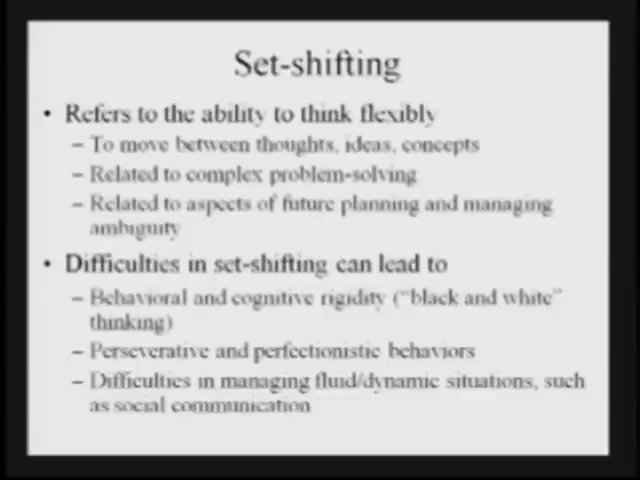 Set-shifting
• Refers to the ability to think flexibly
– To move between thoughts, ideas, concepts
– Related to complex problem-solving
– Related to aspects of future planning and managing
ambiguity
• Difficulties in set-shifting can lead to
– Behavioral and cognitive rigidity ("black and white"
thinking)
– Perseverative and perfectionistic behaviors
– Difficulties in managing fluid/dynamic situations, such
as social communication